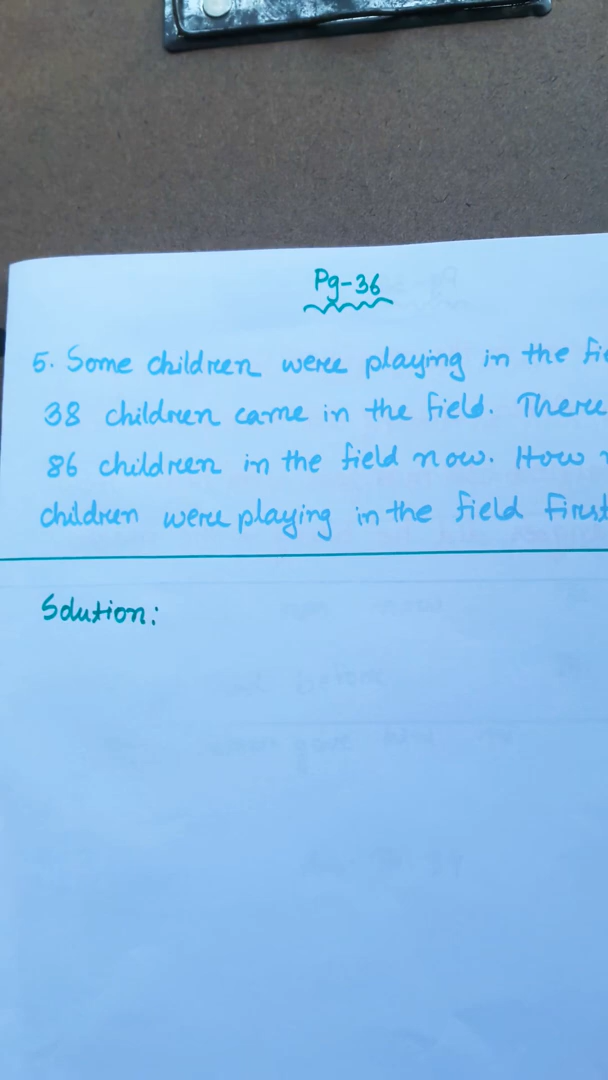 Pg-36
5. Some children were playing in the
38 children came in the field. There
86 children in the field now. How
children were playing in the field first
Solution: